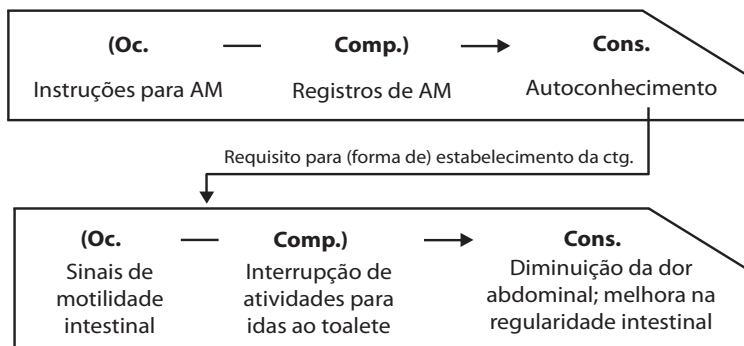 (Oc. — Comp.) Cons.
Instruções para AM Registros de AM Autoconhecimento
Requisito para (forma de) estabelecimento da ctg.
(Oc. — Comp.) Cons.
Sinais de Interrupção de Diminuição da dor
motilidade atividades para abdominal; melhora na
intestinal idas ao toalete regularidade intestinal